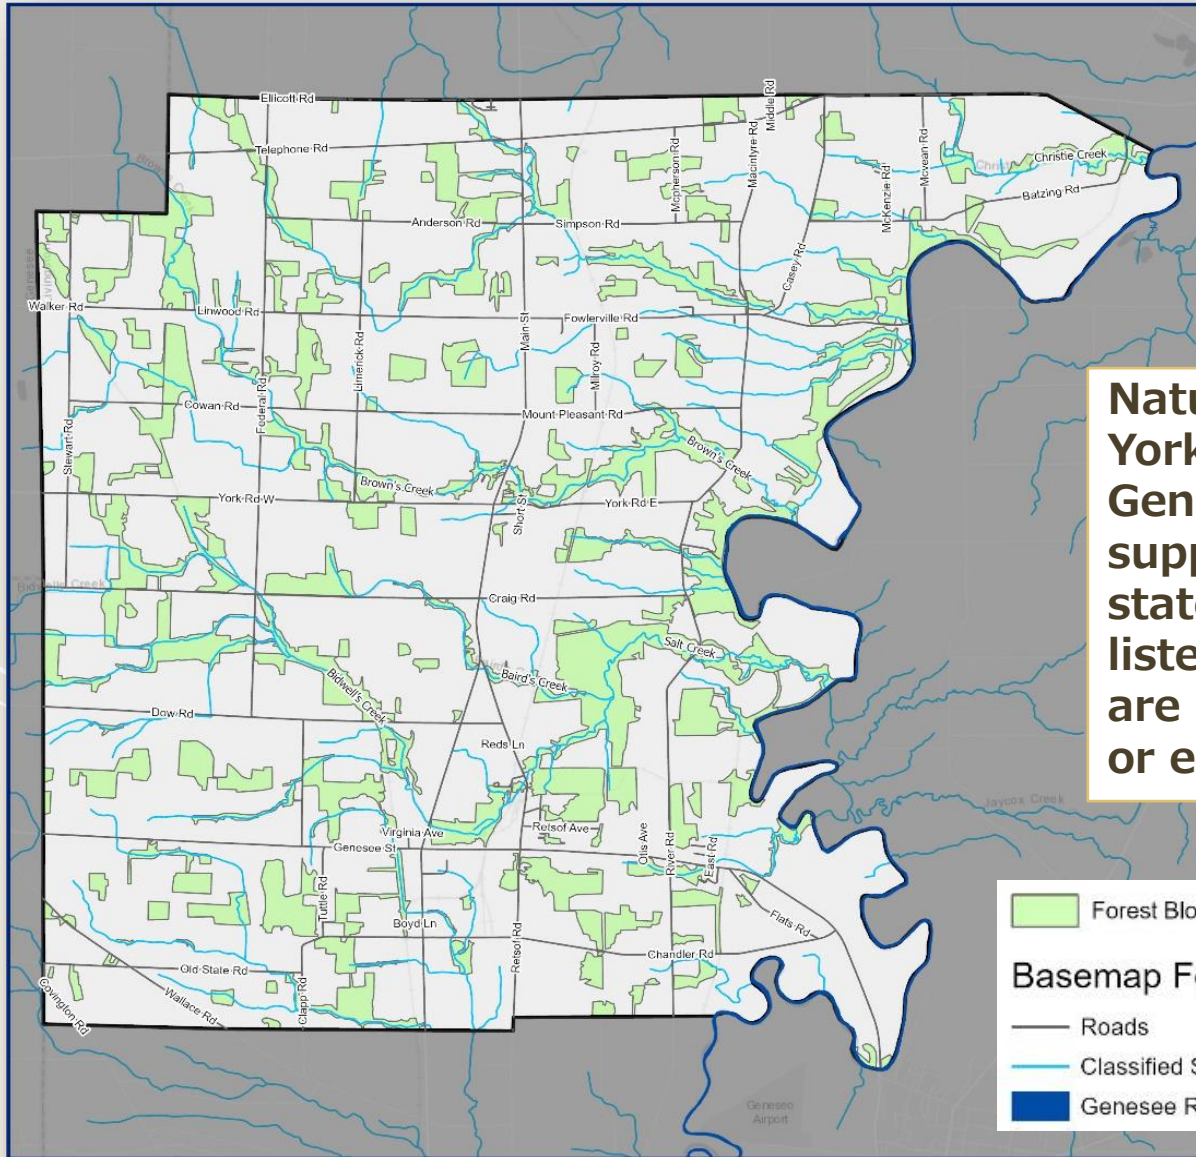 Ellicott Rd
Middle Rd
Telephone Rd
Mcpherson Rd
Macintyre Rd
McKenzie Rd
Mcvean Rd
Christie Creek
Batzing Rd
Anderson Rd
Simpson Rd
Casey Rd
Walker Rd
Linwood Rd
Main St
Fowlerville Rd
Limerick Rd
Milroy Rd
Federal Rd
Cowan Rd
Mount Pleasant Rd
Stewart Rd
Brown's Creek
Brown's Creek
York Rd W
Short St
York Rd E
Craig Rd
Salt Creek
Baird's Creek
Bidwell's Creek
Dow Rd
Reds Ln
Virginia Ave
Retsof Ave
Genesee St
Otis Ave
River Rd
East Rd
Tuttle Rd
Boyd Ln
Flats Rd
Retsof Rd
Chandler Rd
Old State Rd
Clapp Rd
Wallace Rd
Covington Rd
Jaycox Creek
Geneseo
Airport
Genesee
Livingston
Natu
York
Gen
supp
state
liste
are
or e
Forest Blo
Basemap Fe
Roads
Classified S
Genesee R